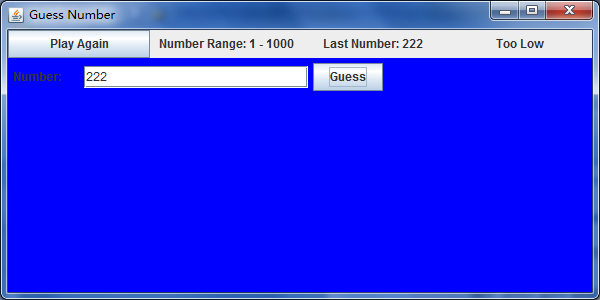 Guess Number
Play Again Number Range: 1 - 1000 Last Number: 222 Too Low
Number: 222 Guess